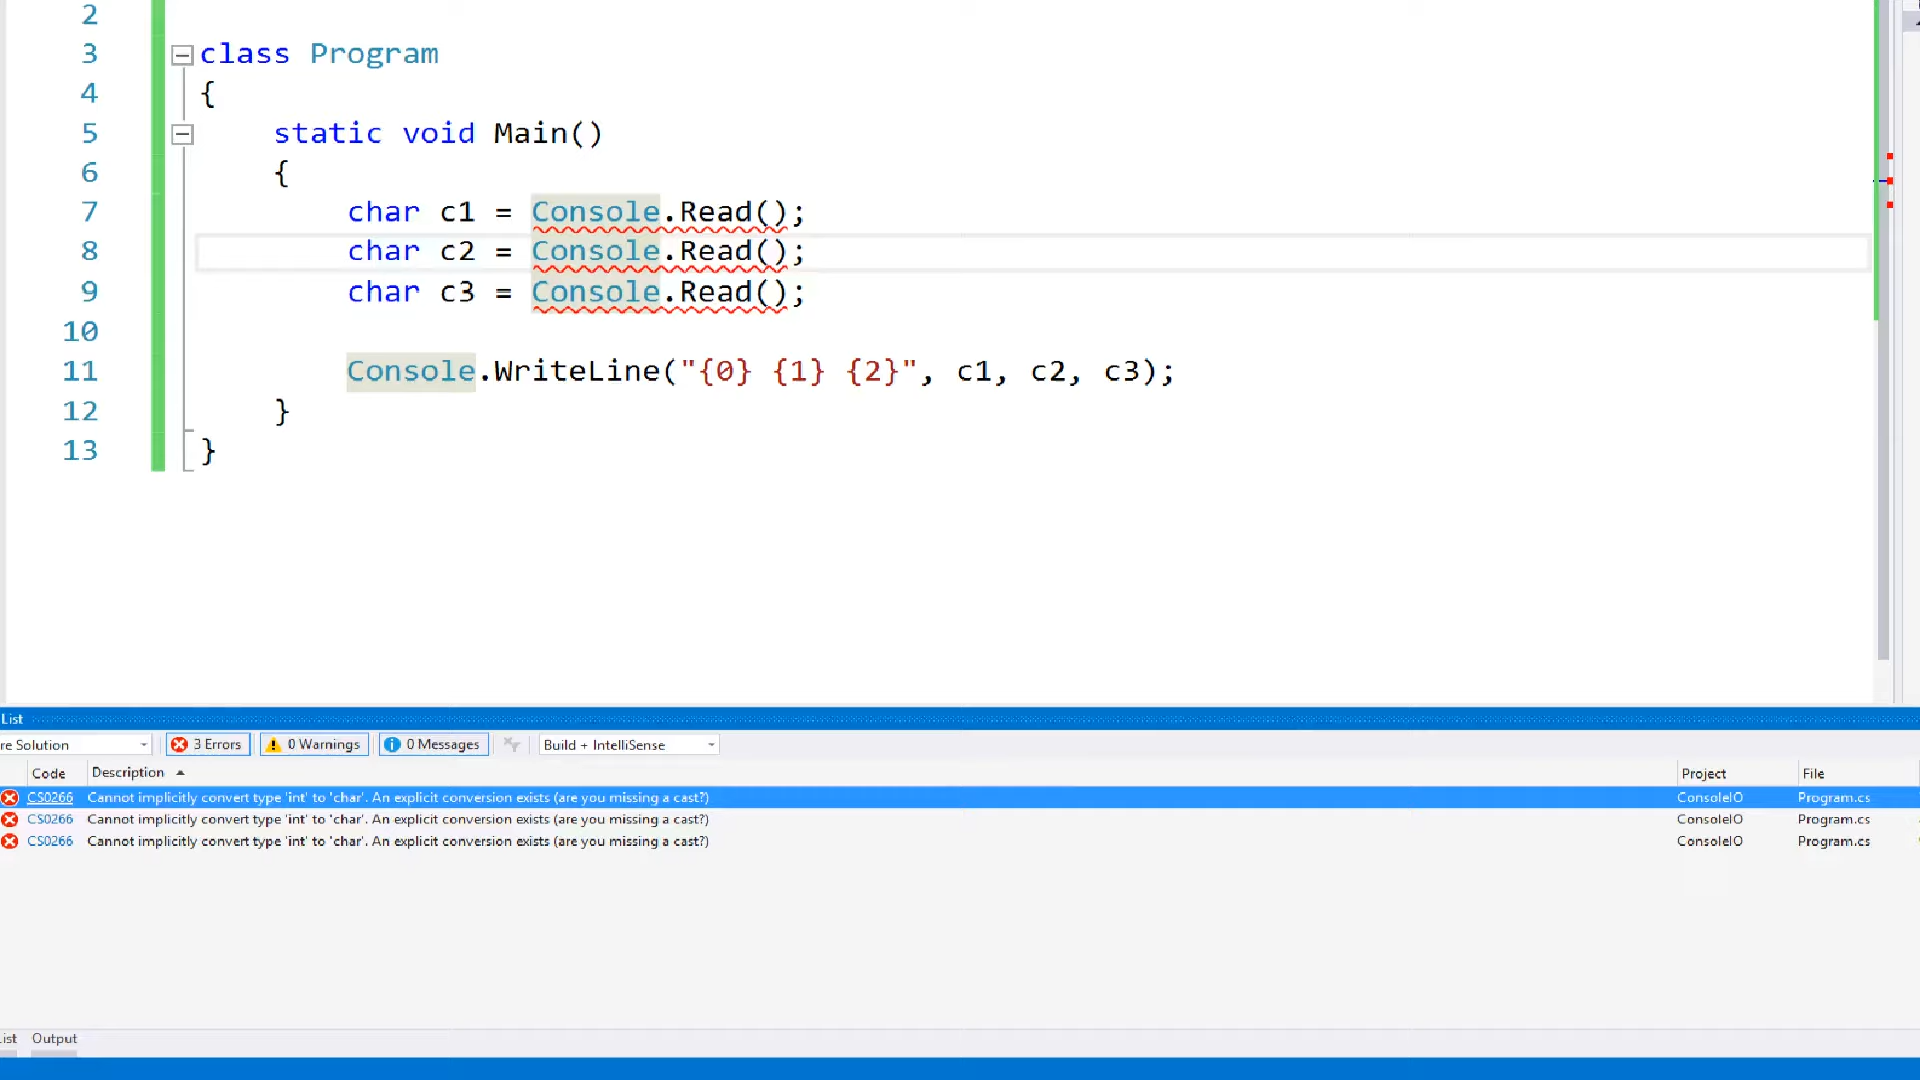 2
3 class Program
4 {
5 static void Main()
6 {
7 char c1 = Console.Read();
8 char c2 = Console.Read();
9 char c3 = Console.Read();
10
11 Console.WriteLine("{0} {1} {2}", c1, c2, c3);
12 }
13 }
List
re Solution 3 Errors 0 Warnings 0 Messages Build + IntelliSense
Code Description Project File
CS0266 Cannot implicitly convert type 'int' to 'char'. An explicit conversion exists (are you missing a cast?) ConsoleIO Program.cs
CS0266 Cannot implicitly convert type 'int' to 'char'. An explicit conversion exists (are you missing a cast?) ConsoleIO Program.cs
CS0266 Cannot implicitly convert type 'int' to 'char'. An explicit conversion exists (are you missing a cast?) ConsoleIO Program.cs
List Output